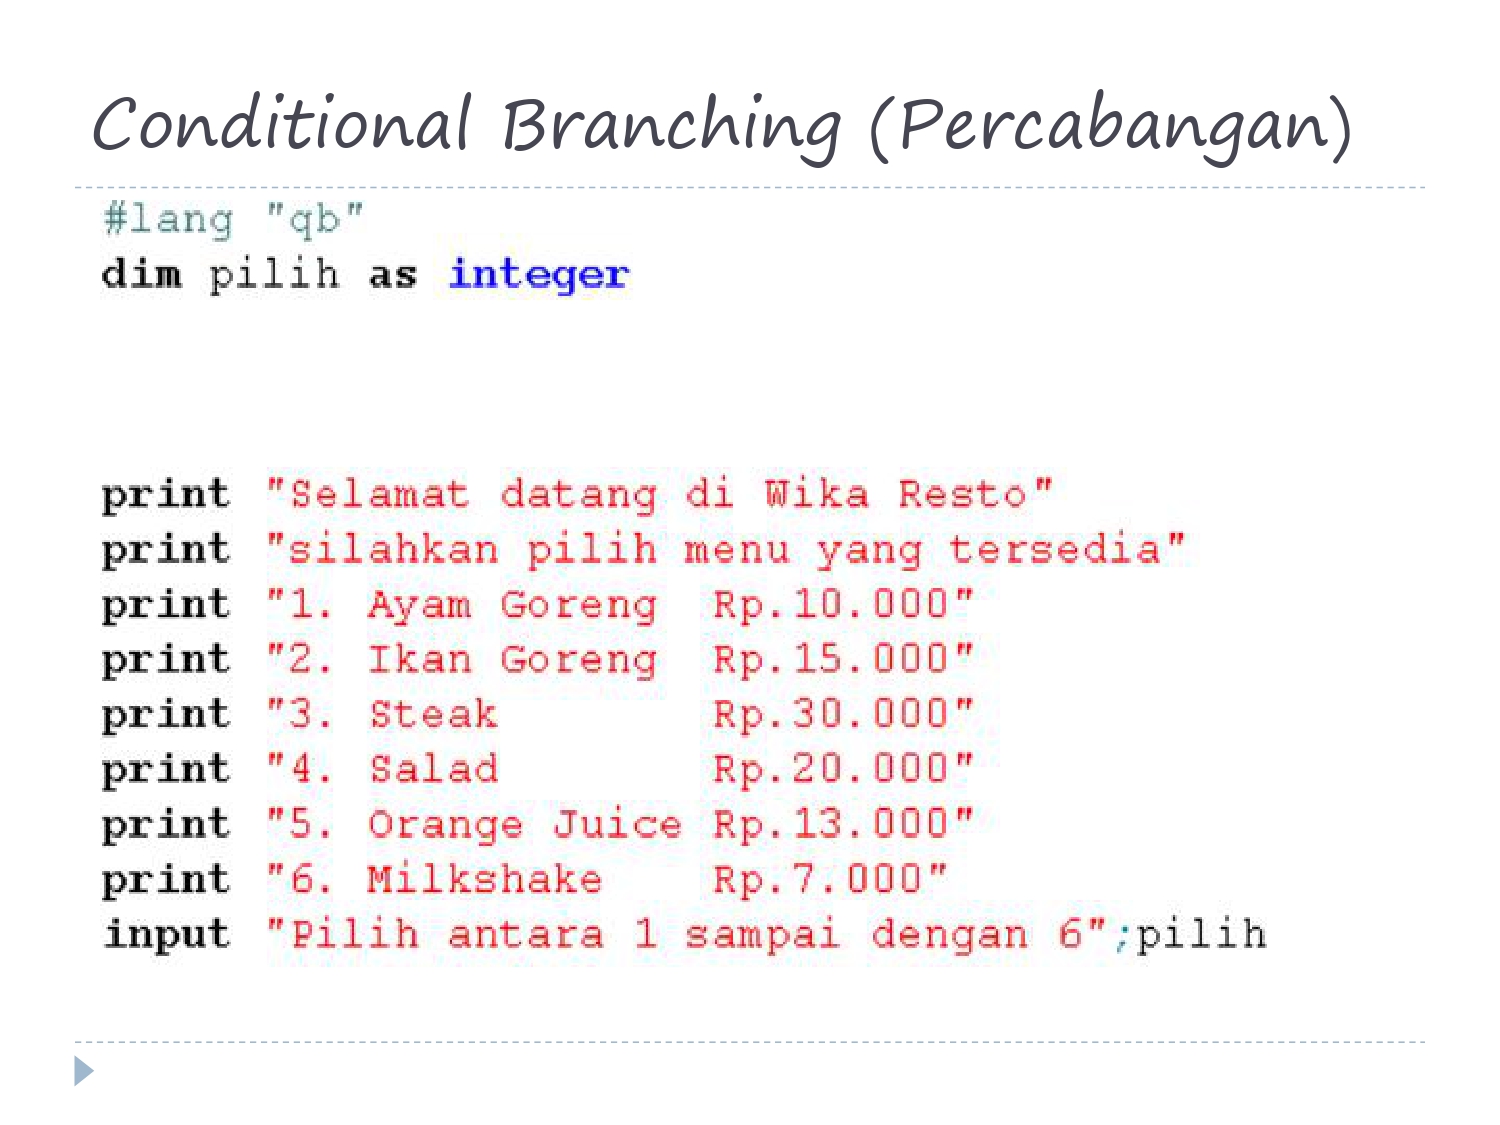 Conditional Branching (Percabangan)
#lang "qb"
dim pilih as integer
print "Selamat datang di Wika Resto"
print "silahkan pilih menu yang tersedia"
print "1. Ayam Goreng  Rp.10.000"
print "2. Ikan Goreng  Rp.15.000"
print "3. Steak        Rp.30.000"
print "4. Salad        Rp.20.000"
print "5. Orange Juice Rp.13.000"
print "6. Milkshake    Rp.7.000"
input "Pilih antara 1 sampai dengan 6";pilih